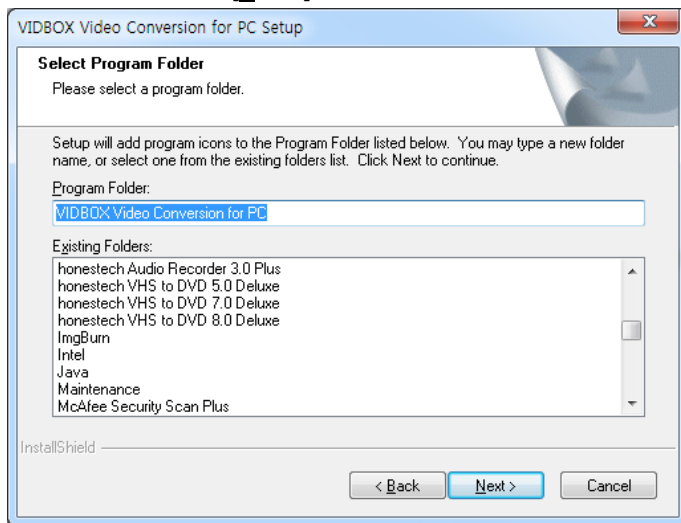 VIDBOX Video Conversion for PC Setup
Select Program Folder
Please select a program folder.
Setup will add program icons to the Program Folder listed below.  You may type a new folder
name, or select one from the existing folders list.  Click Next to continue.
Program Folder:
VIDBOX Video Conversion for PC
Existing Folders:
honestech Audio Recorder 3.0 Plus
honestech VHS to DVD 5.0 Deluxe
honestech VHS to DVD 7.0 Deluxe
honestech VHS to DVD 8.0 Deluxe
ImgBurn
Intel
Java
Maintenance
McAfee Security Scan Plus
InstallShield
< Back Next > Cancel